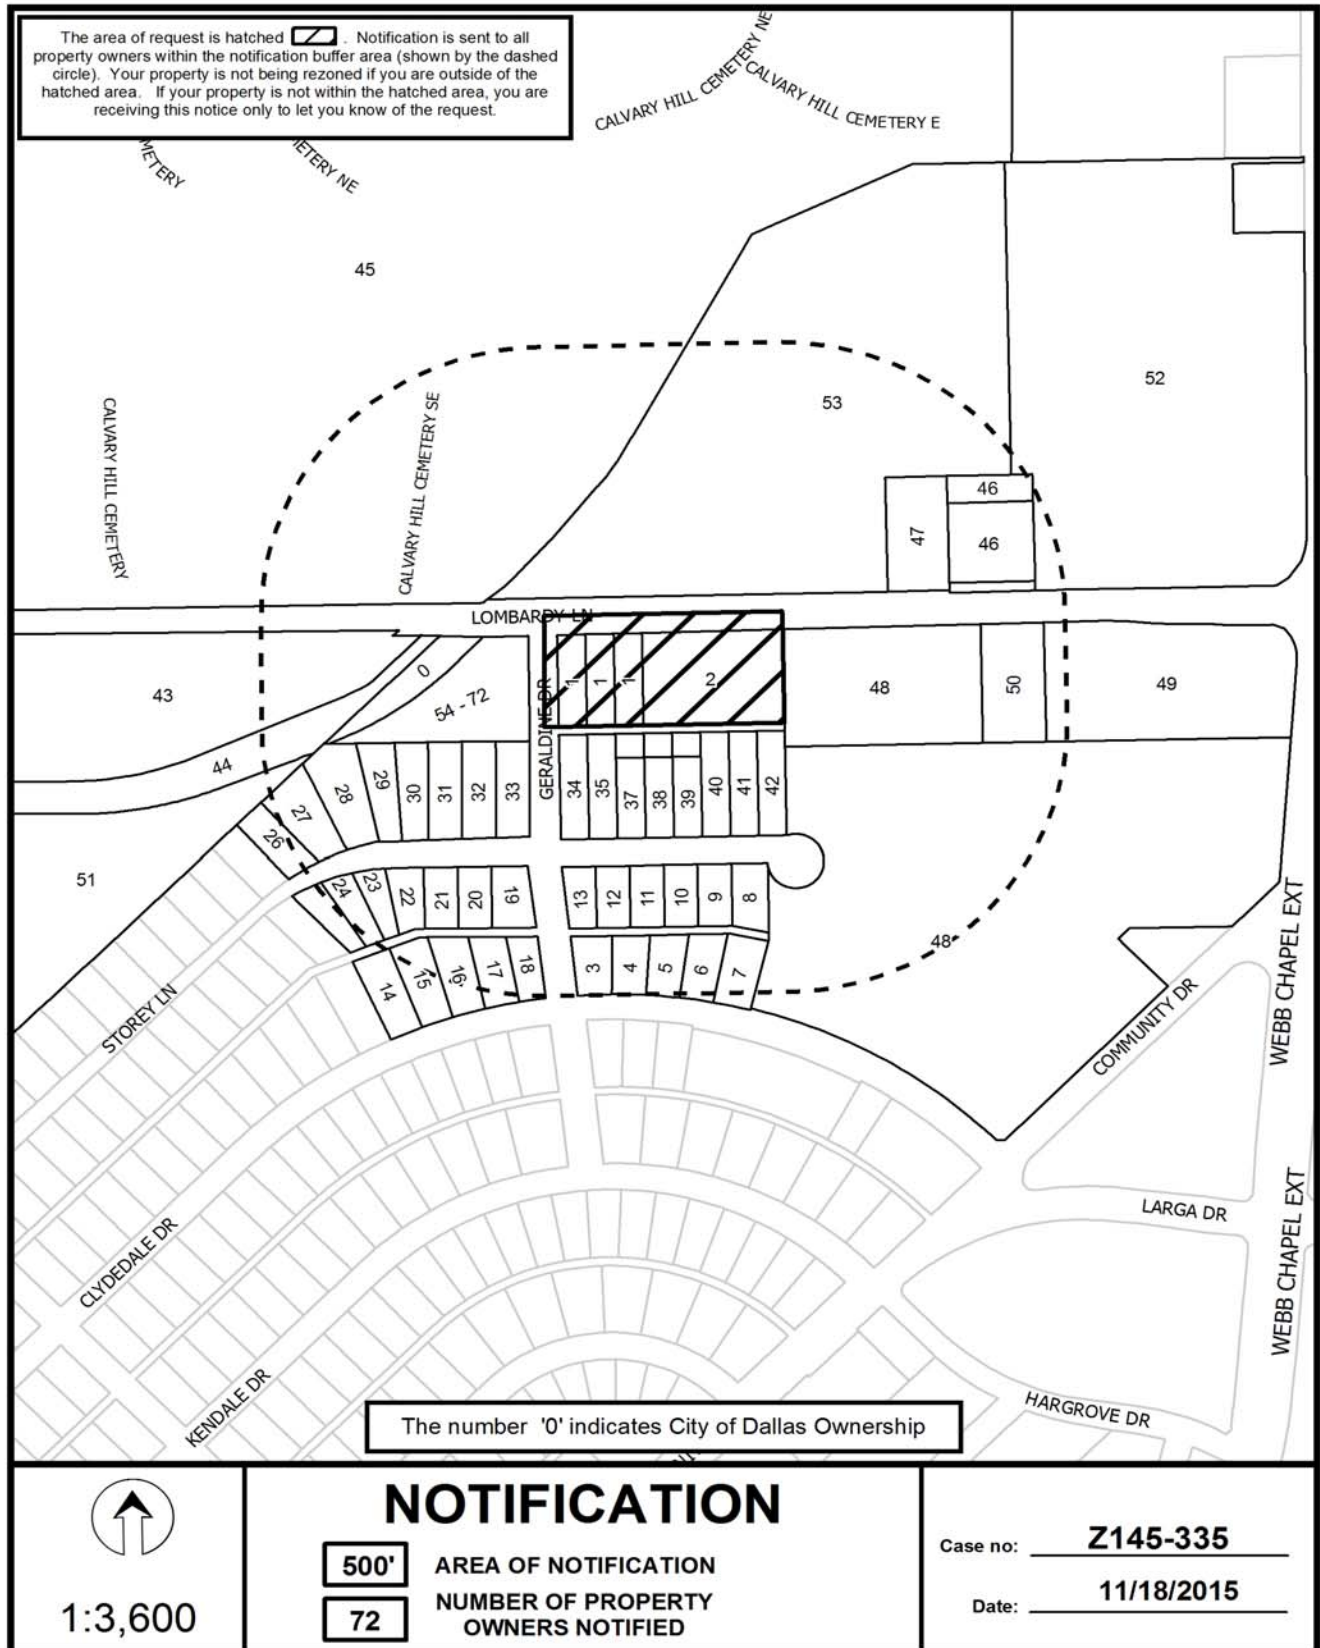 The area of request is hatched . Notification is sent to all
property owners within the notification buffer area (shown by the dashed
circle). Your property is not being rezoned if you are outside of the
hatched area. If your property is not within the hatched area, you are
receiving this notice only to let you know of the request.
CALVARY HILL CEMETERY NE
CALVARY HILL CEMETERY E
METERY
METERY NE
45
52
53
CALVARY HILL CEMETERY
CALVARY HILL CEMETERY SE
46
47
46
LOMBARDY LN
43
0
54 - 72
GERALDINE DR
1
1
1
2
48
50
49
44
28
29
30
31
32
33
34
35
37
38
39
40
41
42
27
26
51
24
23
22
21
20
19
13
12
11
10
9
8
48
14
15
16
17
18
3
4
5
6
7
STOREY LN
COMMUNITY DR
WEBB CHAPEL EXT
CLYDEDALE DR
LARGA DR
WEBB CHAPEL EXT
KENDALE DR
HARGROVE DR
The number '0' indicates City of Dallas Ownership
1:3,600
NOTIFICATION
500' AREA OF NOTIFICATION
72 NUMBER OF PROPERTY
OWNERS NOTIFIED
Case no: Z145-335
Date: 11/18/2015